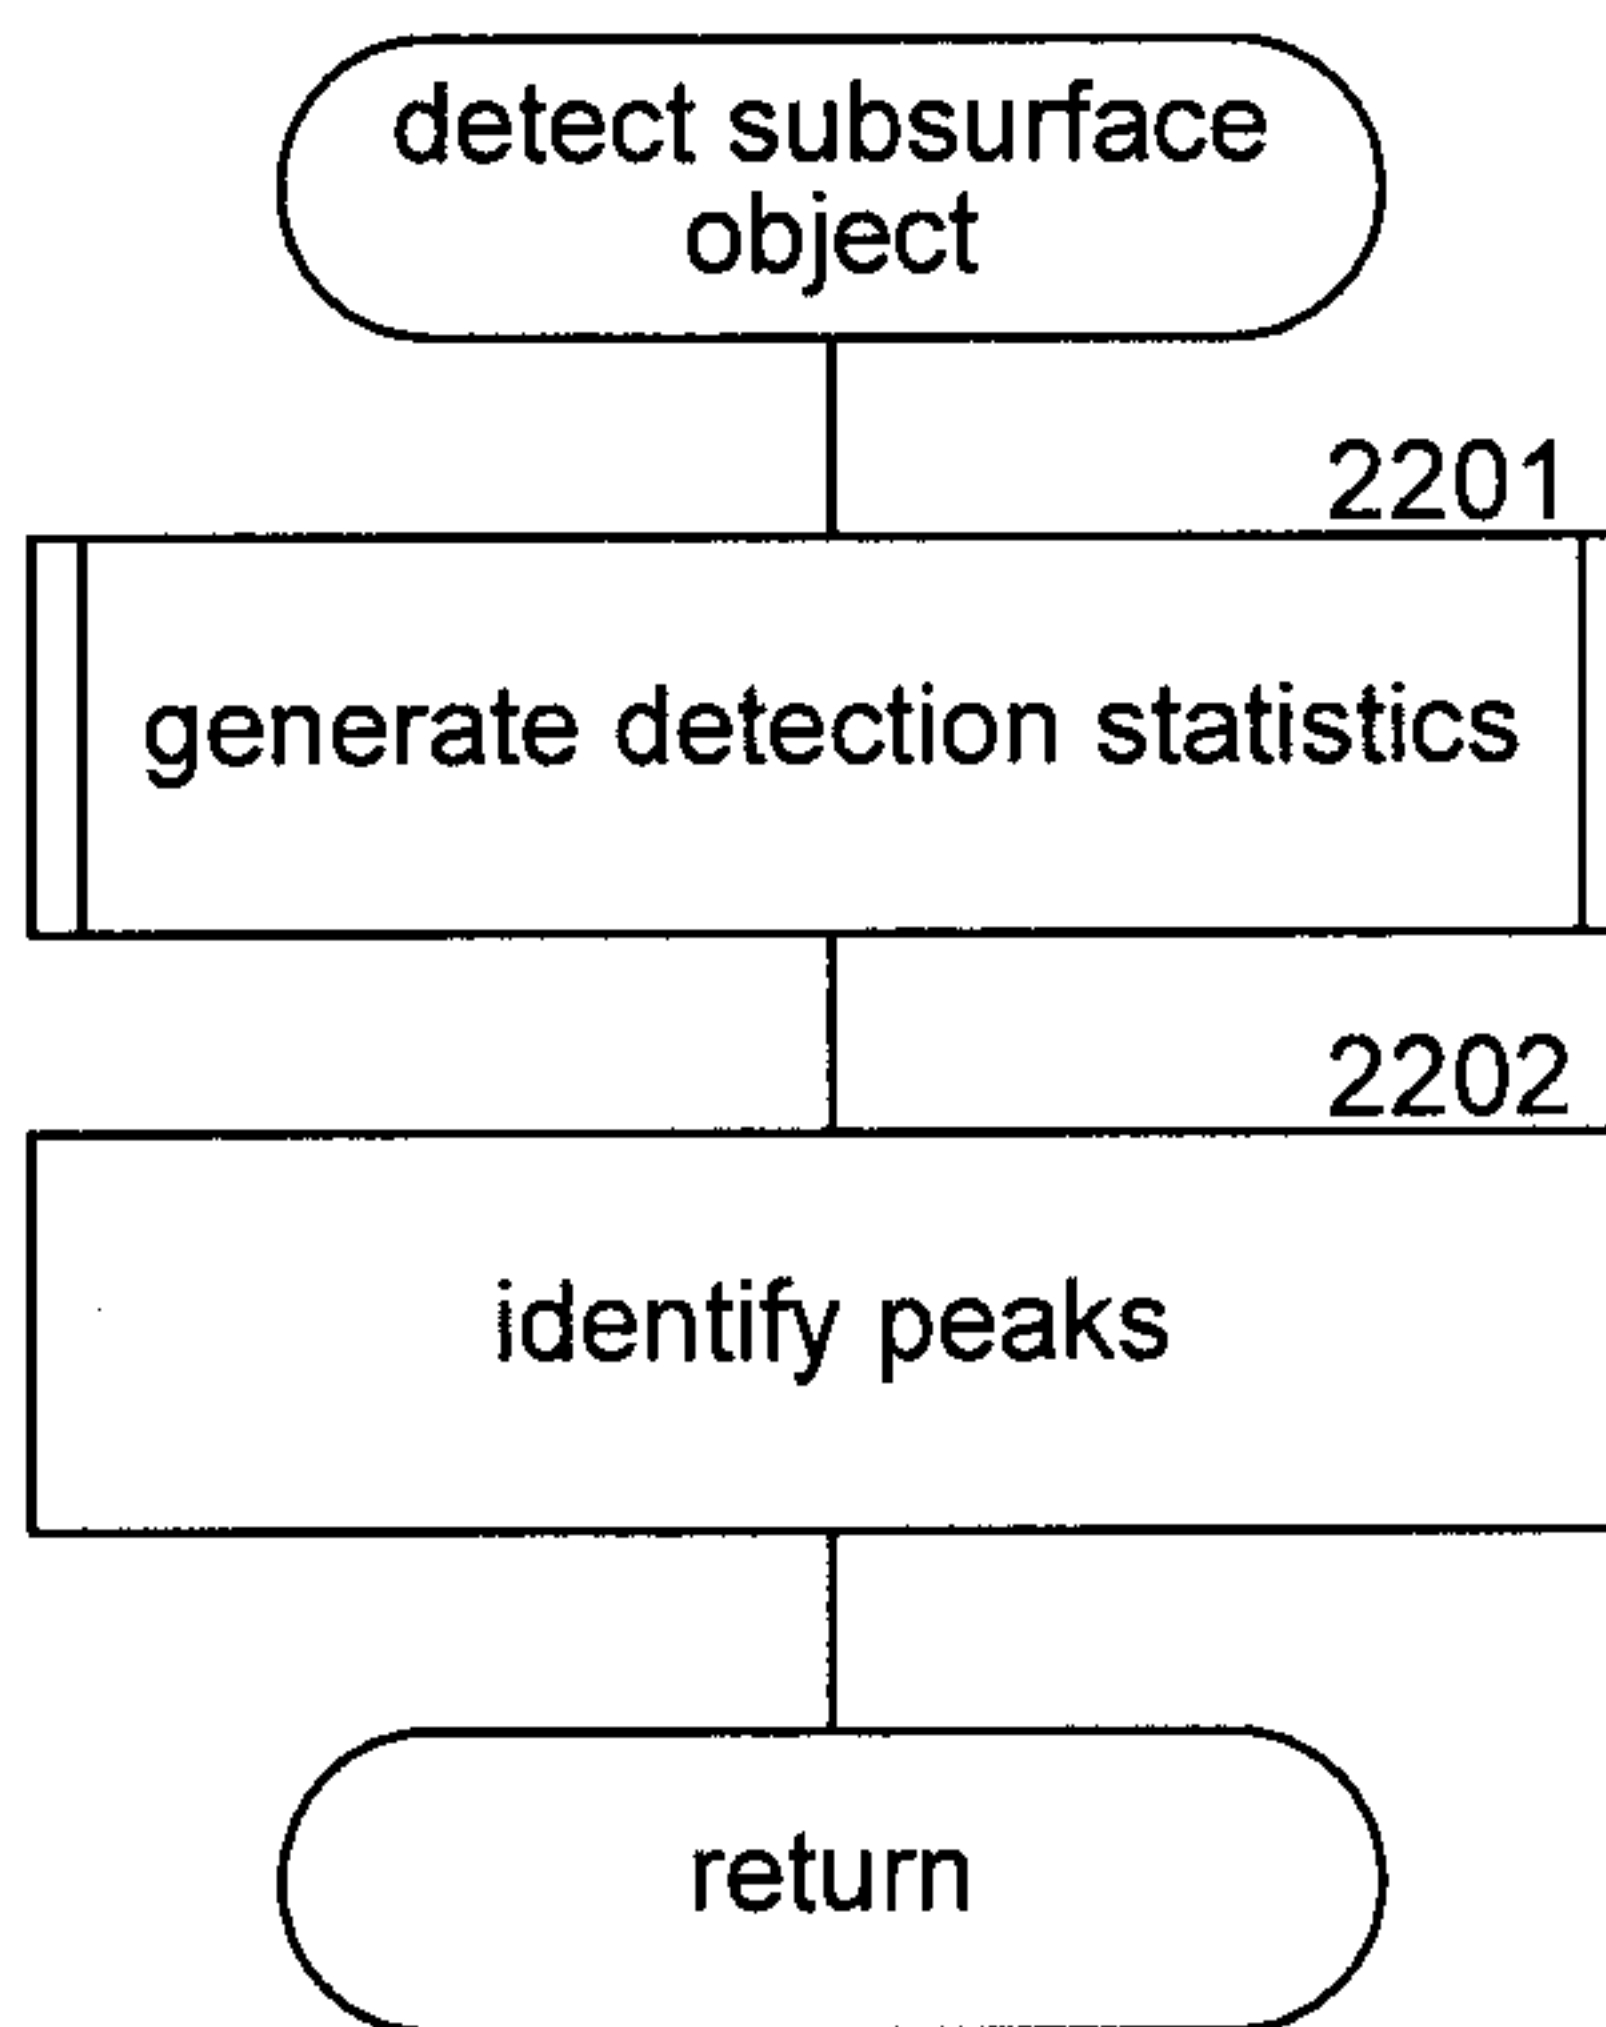 detect subsurface
object
2201
generate detection statistics
2202
identify peaks
return